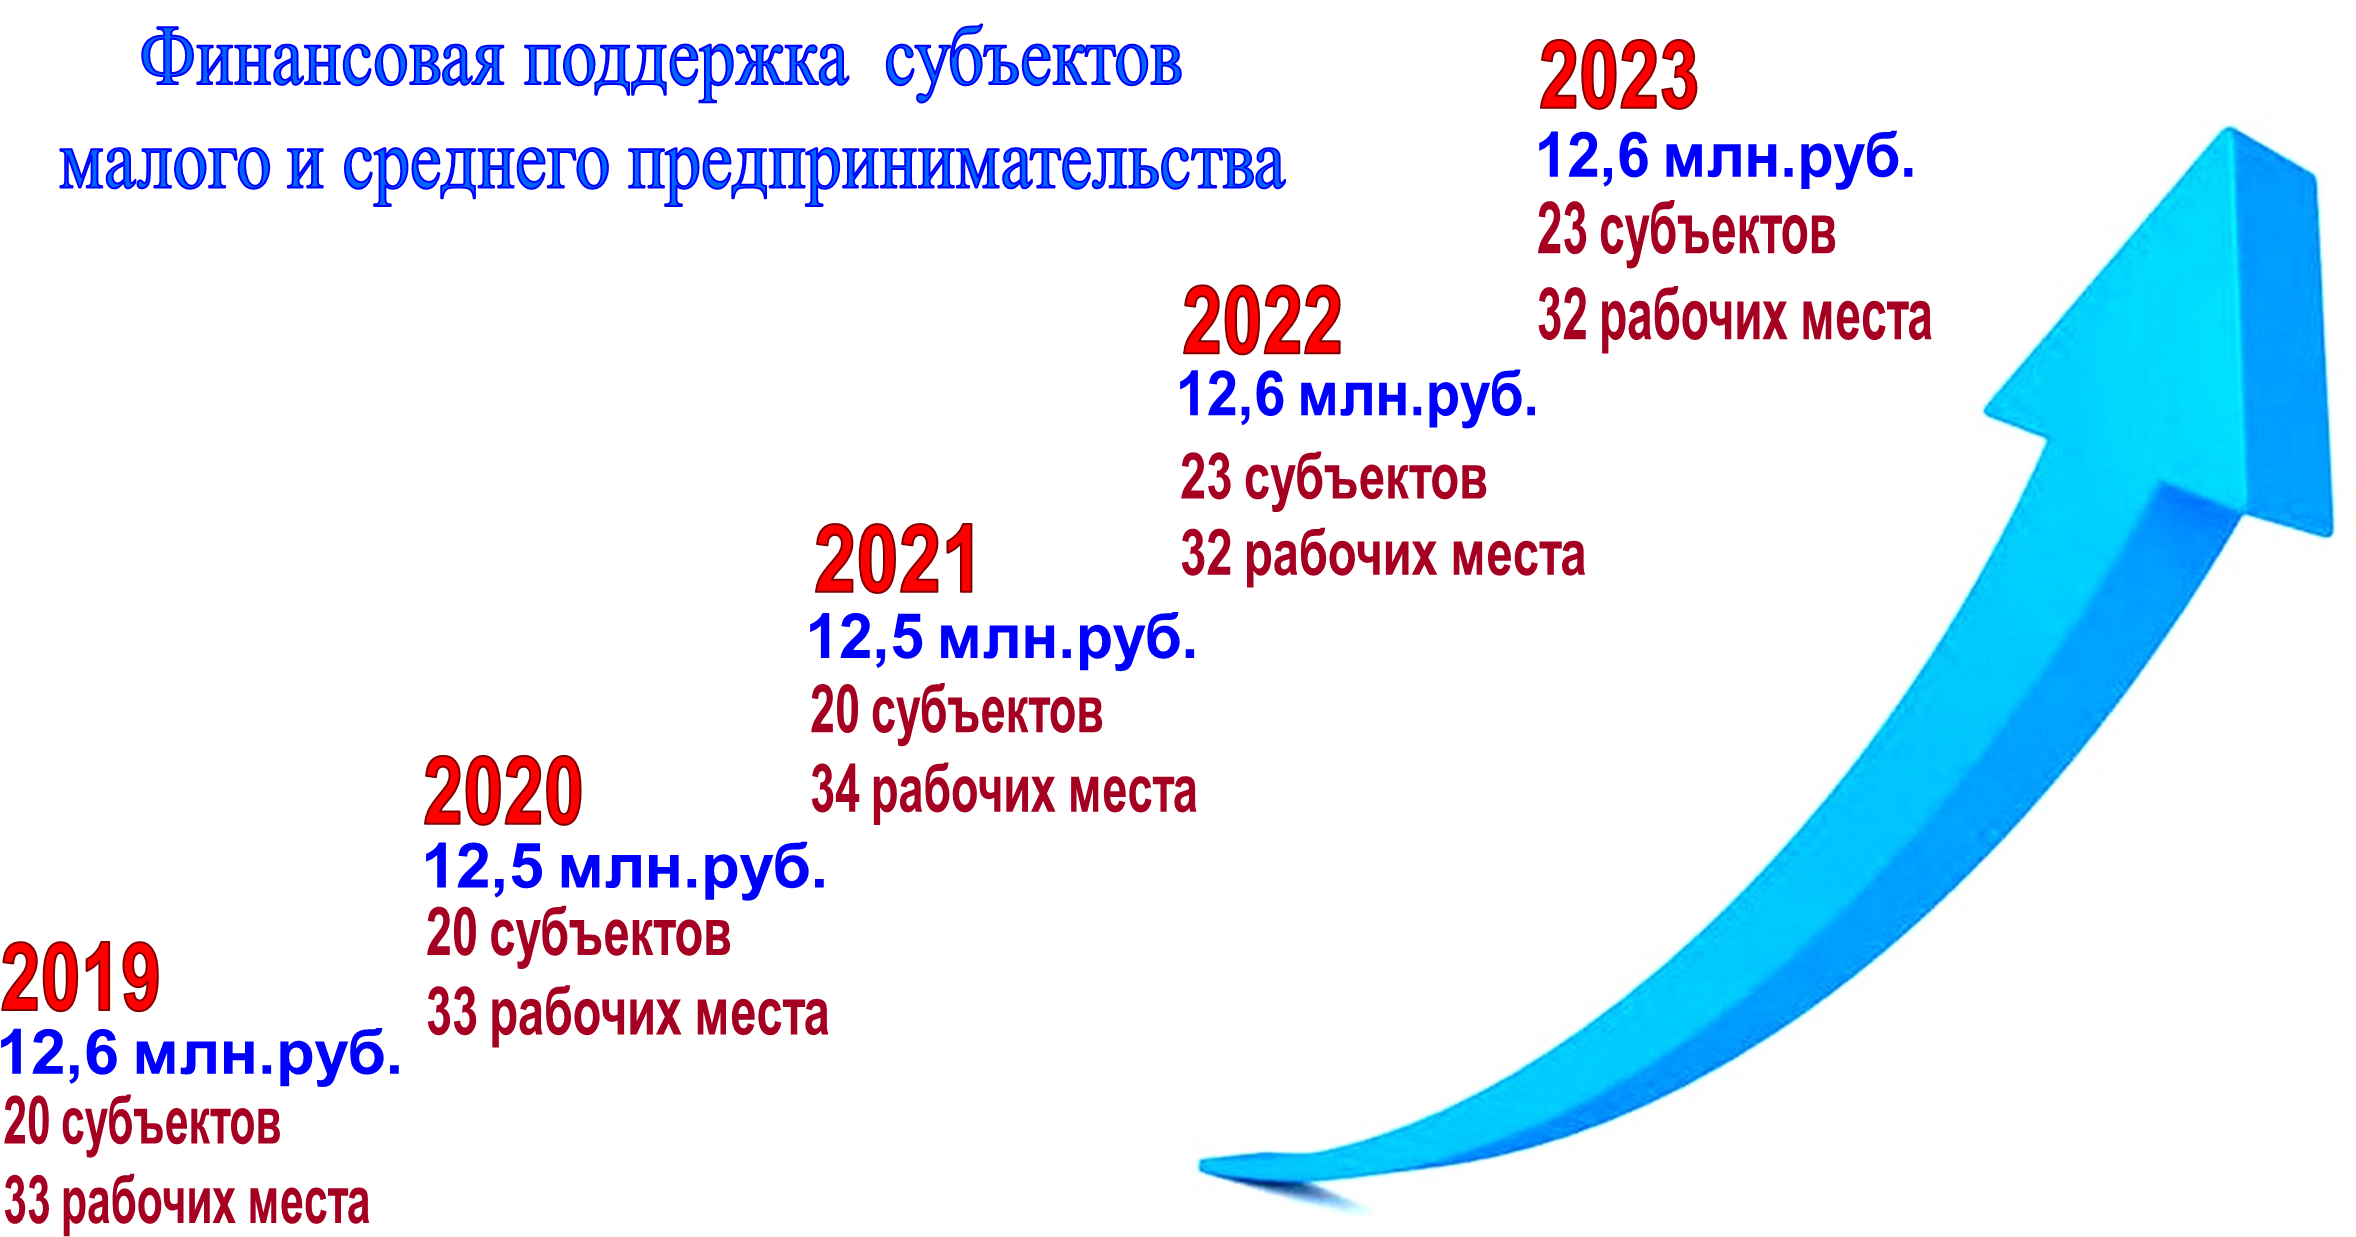 Финансовая поддержка субъектов
малого и среднего предпринимательства
2019
12,6 млн.руб.
20 субъектов
33 рабочих места
2020
12,5 млн.руб.
20 субъектов
33 рабочих места
2021
12,5 млн.руб.
20 субъектов
34 рабочих места
2022
12,6 млн.руб.
23 субъектов
32 рабочих места
2023
12,6 млн.руб.
23 субъектов
32 рабочих места